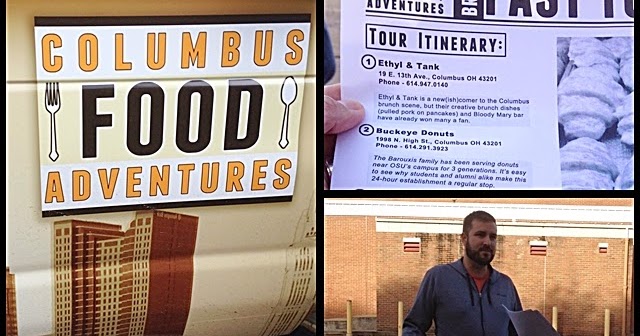 COLUMBUS
FOOD
ADVENTURES
ADVENTURES
TOUR ITINERARY:
1 Ethyl & Tank
19 E. 13th Ave., Columbus OH 43201
Phone - 614.947.0140
Ethyl & Tank is a new(ish)comer to the Columbus
brunch scene, but their creative brunch dishes
(pulled pork on pancakes) and Bloody Mary bar
have already won many a fan.
2 Buckeye Donuts
1998 N. High St., Columbus OH 43201
Phone - 614.291.3923
The Barouxis family has been serving donuts
near OSU's campus for 3 generations. It's easy
to see why students and alumni alike make this
24-hour establishment a regular stop.